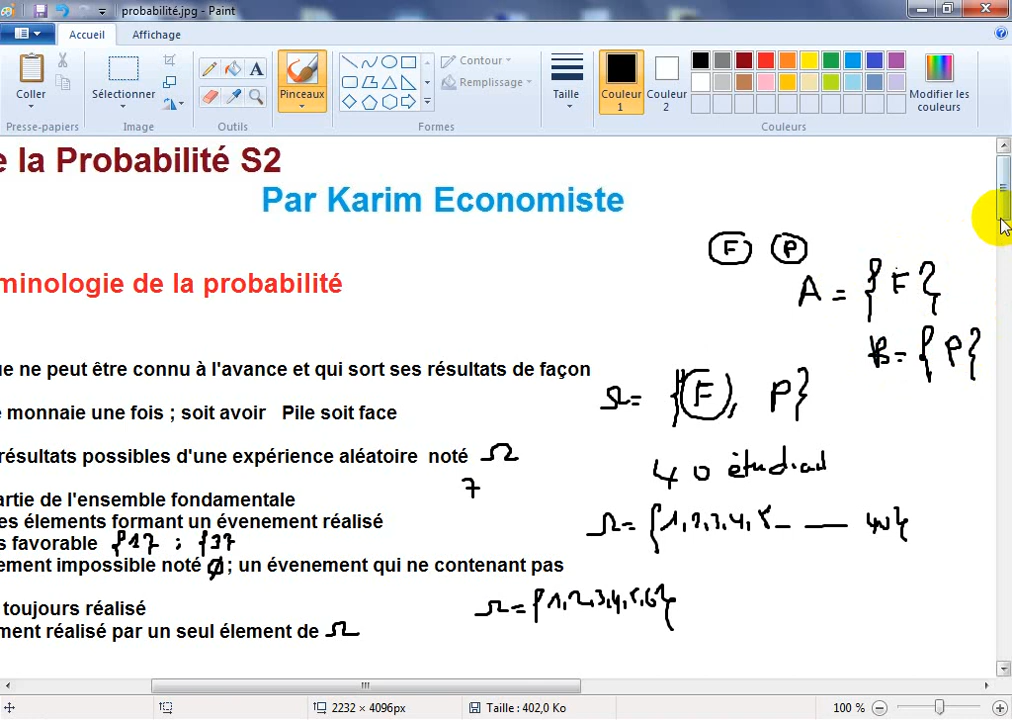 probabilité.jpg - Paint
Accueil Affichage
Coller
Sélectionner
Pinceaux
Contour
Remplissage
Taille
Couleur 1
Couleur 2
Modifier les couleurs
Presse-papiers Image Outils Formes Couleurs
e la Probabilité S2
Par Karim Economiste
F P
A = {F}
minologie de la probabilité
B = {P}
ue ne peut être connu à l'avance et qui sort ses résultats de façon
Ω = {F, P}
e monnaie une fois ; soit avoir Pile soit face
résultats possibles d'une expérience aléatoire noté Ω
40 étudiant
7
artie de l'ensemble fondamentale
es élements formant un évenement réalisé
Ω = {1, 2, 3, 4, 5 - — 40}
s favorable {1} ; {3}
ement impossible noté Ø ; un évenement qui ne contenant pas
toujours réalisé
Ω = {1, 2, 3, 4, 5, 6}
ment réalisé par un seul élement de Ω
2232 × 4096px
Taille : 402,0 Ko
100 %